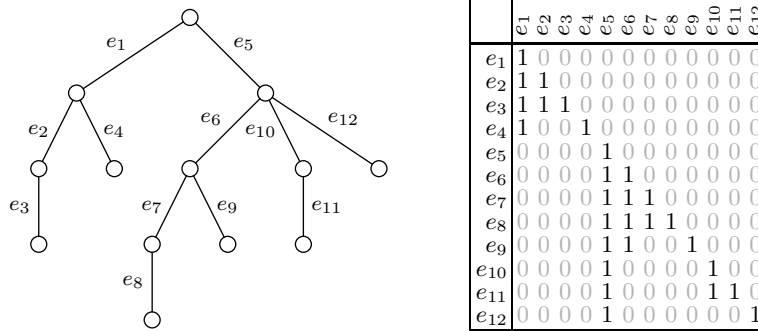 e1 e5
e2 e4 e6 e10 e12
e3 e7 e9 e11
e8
e1 e2 e3 e4 e5 e6 e7 e8 e9 e10 e11 e12
e1 1 0 0 0 0 0 0 0 0 0 0 0
e2 1 1 0 0 0 0 0 0 0 0 0 0
e3 1 1 1 0 0 0 0 0 0 0 0 0
e4 1 0 0 1 0 0 0 0 0 0 0 0
e5 0 0 0 0 1 0 0 0 0 0 0 0
e6 0 0 0 0 1 1 0 0 0 0 0 0
e7 0 0 0 0 1 1 1 0 0 0 0 0
e8 0 0 0 0 1 1 1 1 0 0 0 0
e9 0 0 0 0 1 1 0 0 1 0 0 0
e10 0 0 0 0 1 0 0 0 0 1 0 0
e11 0 0 0 0 1 0 0 0 0 1 1 0
e12 0 0 0 0 1 0 0 0 0 0 0 1